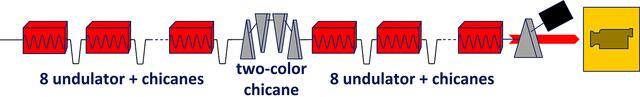 8 undulator + chicanes
two-color
chicane
8 undulator + chicanes